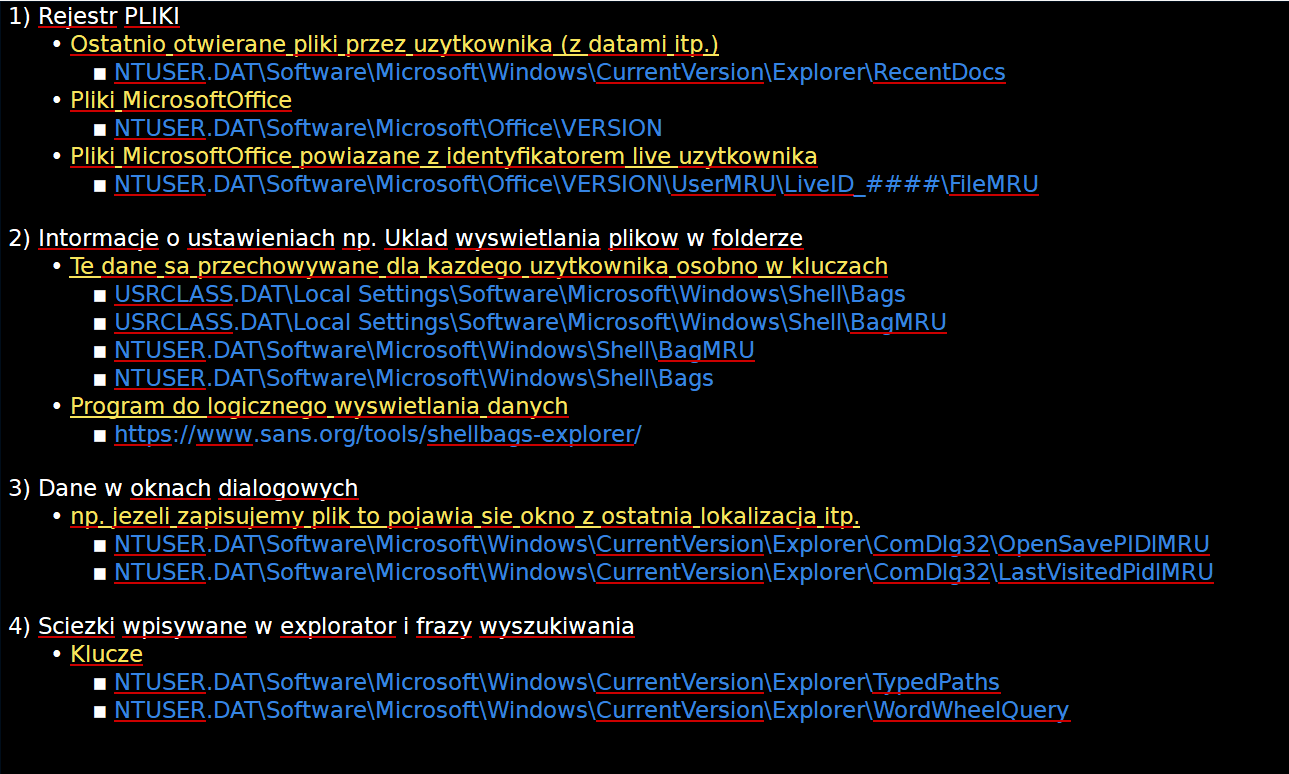 1) Rejestr PLIKI
• Ostatnio otwierane pliki przez uzytkownika (z datami itp.)
▪ NTUSER.DAT\Software\Microsoft\Windows\CurrentVersion\Explorer\RecentDocs
• Pliki MicrosoftOffice
▪ NTUSER.DAT\Software\Microsoft\Office\VERSION
• Pliki MicrosoftOffice powiazane z identyfikatorem live uzytkownika
▪ NTUSER.DAT\Software\Microsoft\Office\VERSION\UserMRU\LiveID_####\FileMRU
2) Intormacje o ustawieniach np. Uklad wyswietlania plikow w folderze
• Te dane sa przechowywane dla kazdego uzytkownika osobno w kluczach
▪ USRCLASS.DAT\Local Settings\Software\Microsoft\Windows\Shell\Bags
▪ USRCLASS.DAT\Local Settings\Software\Microsoft\Windows\Shell\BagMRU
▪ NTUSER.DAT\Software\Microsoft\Windows\Shell\BagMRU
▪ NTUSER.DAT\Software\Microsoft\Windows\Shell\Bags
• Program do logicznego wyswietlania danych
▪ https://www.sans.org/tools/shellbags-explorer/
3) Dane w oknach dialogowych
• np. jezeli zapisujemy plik to pojawia sie okno z ostatnia lokalizacja itp.
▪ NTUSER.DAT\Software\Microsoft\Windows\CurrentVersion\Explorer\ComDlg32\OpenSavePIDlMRU
▪ NTUSER.DAT\Software\Microsoft\Windows\CurrentVersion\Explorer\ComDlg32\LastVisitedPidlMRU
4) Sciezki wpisywane w explorator i frazy wyszukiwania
• Klucze
▪ NTUSER.DAT\Software\Microsoft\Windows\CurrentVersion\Explorer\TypedPaths
▪ NTUSER.DAT\Software\Microsoft\Windows\CurrentVersion\Explorer\WordWheelQuery